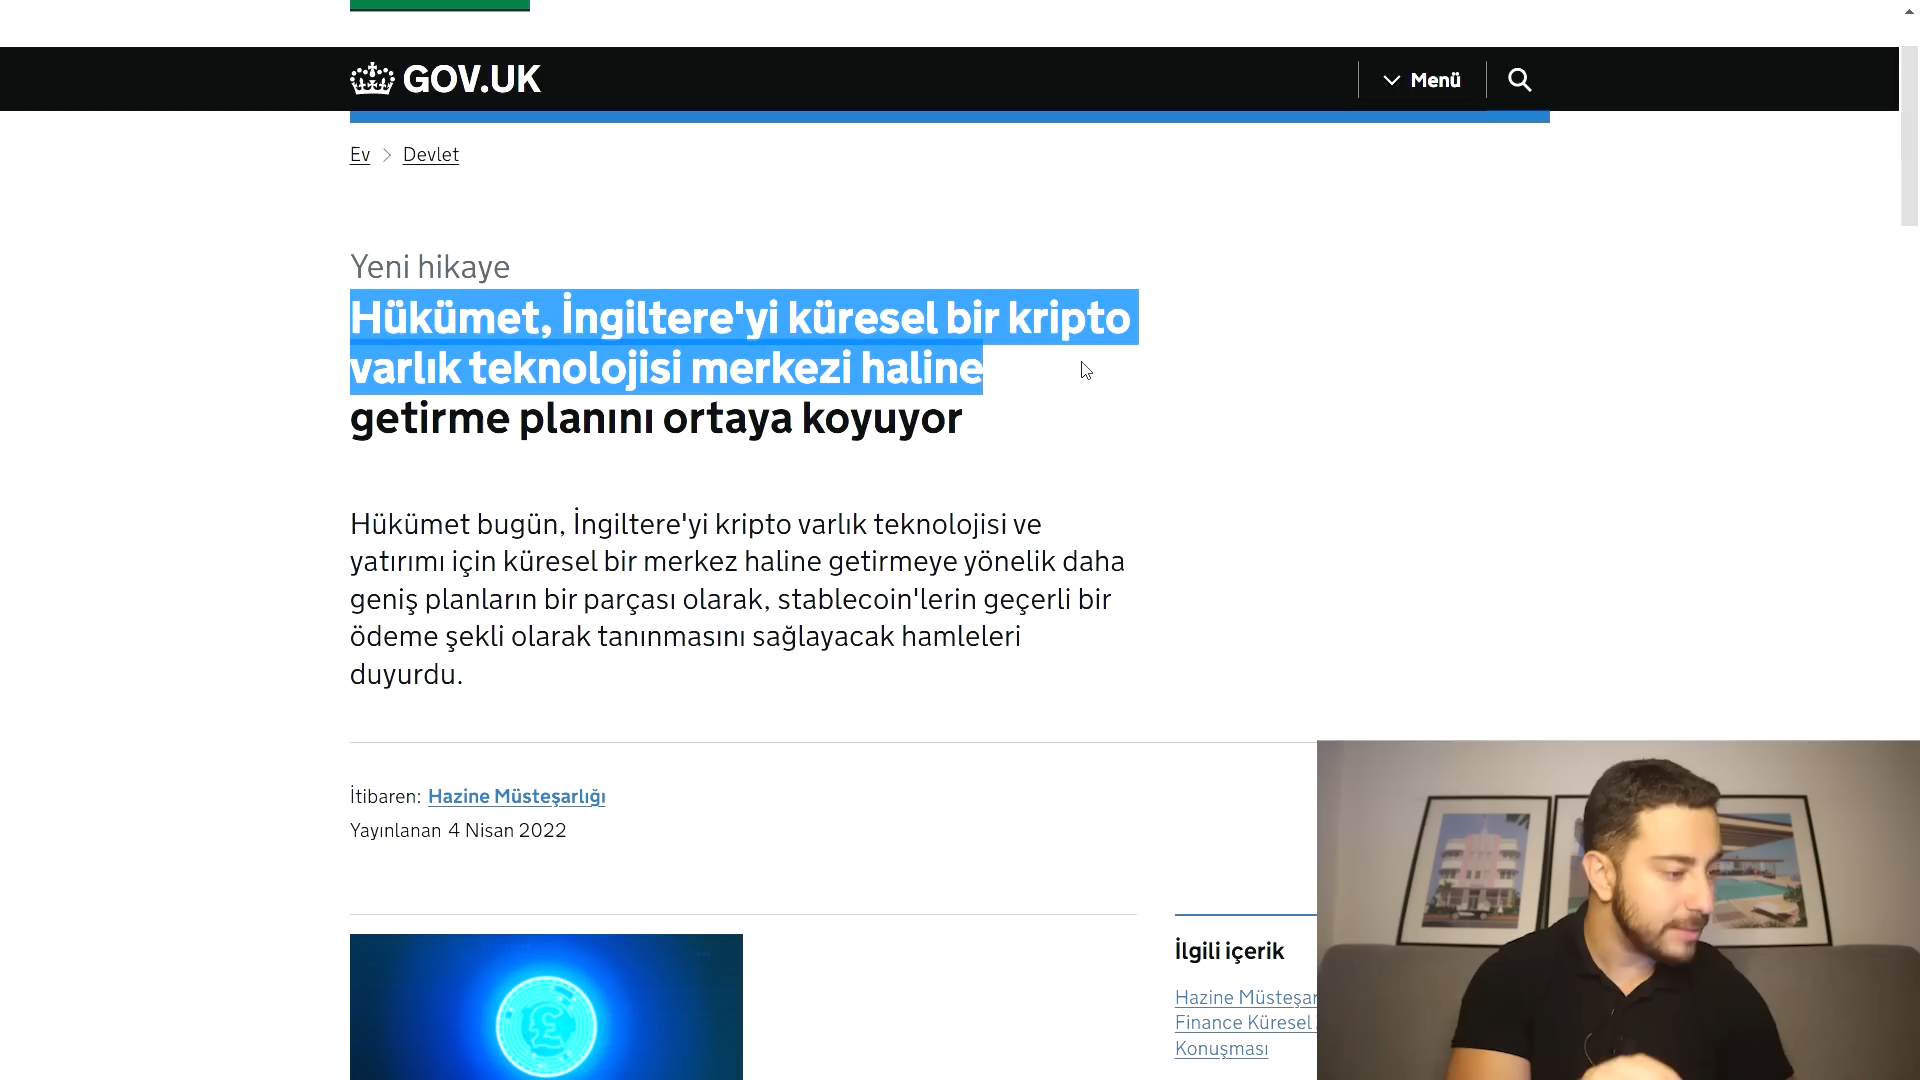 GOV.UK
Menü
Ev > Devlet
Yeni hikaye
Hükümet, İngiltere'yi küresel bir kripto
varlık teknolojisi merkezi haline
getirme planını ortaya koyuyor
Hükümet bugün, İngiltere'yi kripto varlık teknolojisi ve
yatırımı için küresel bir merkez haline getirmeye yönelik daha
geniş planların bir parçası olarak, stablecoin'lerin geçerli bir
ödeme şekli olarak tanınmasını sağlayacak hamleleri
duyurdu.
İtibaren: Hazine Müsteşarlığı
Yayınlanan 4 Nisan 2022
İlgili içerik
Hazine
Finance Küresel
Konuşması